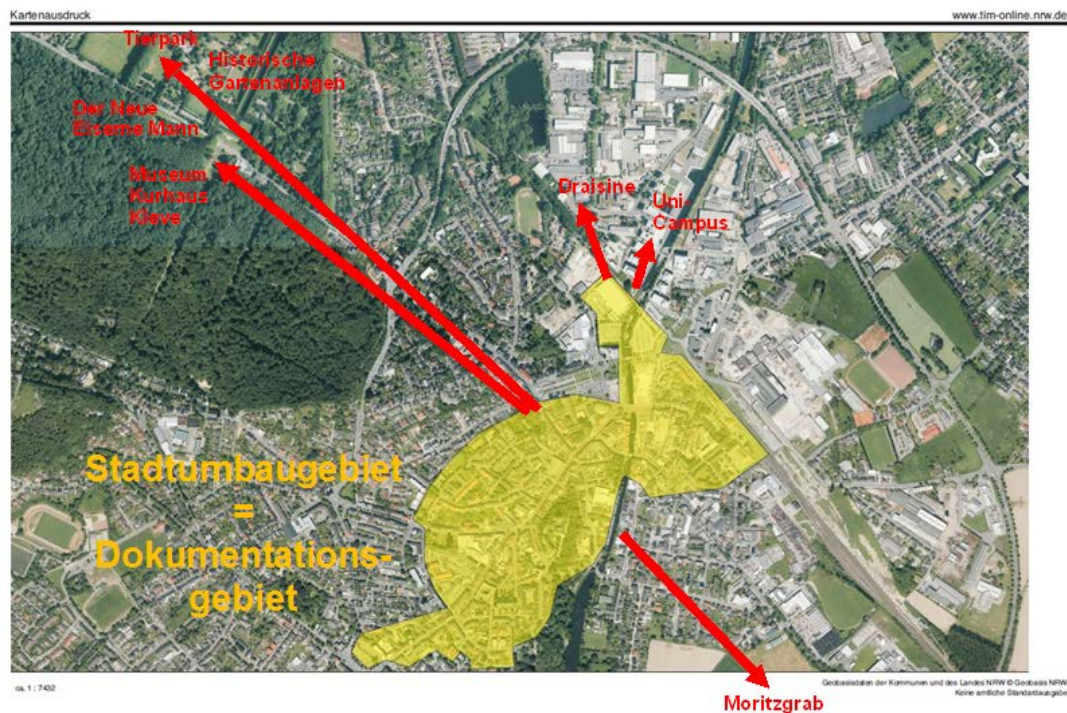 Kartenausdruck
www.tim-online.nrw.de
Tierpark
Historische
Gartenanlagen
Der Neue
Eiserne Mann
Museum
Kurhaus
Kleve
Draisine
Uni-
Campus
Stadtumbaugebiet
=
Dokumentations-
gebiet
Moritzgrab
ca. 1 : 7432
Geobasisdaten der Kommunen und des Landes NRW © Geobasis NRW
Keine amtliche Standardausgabe